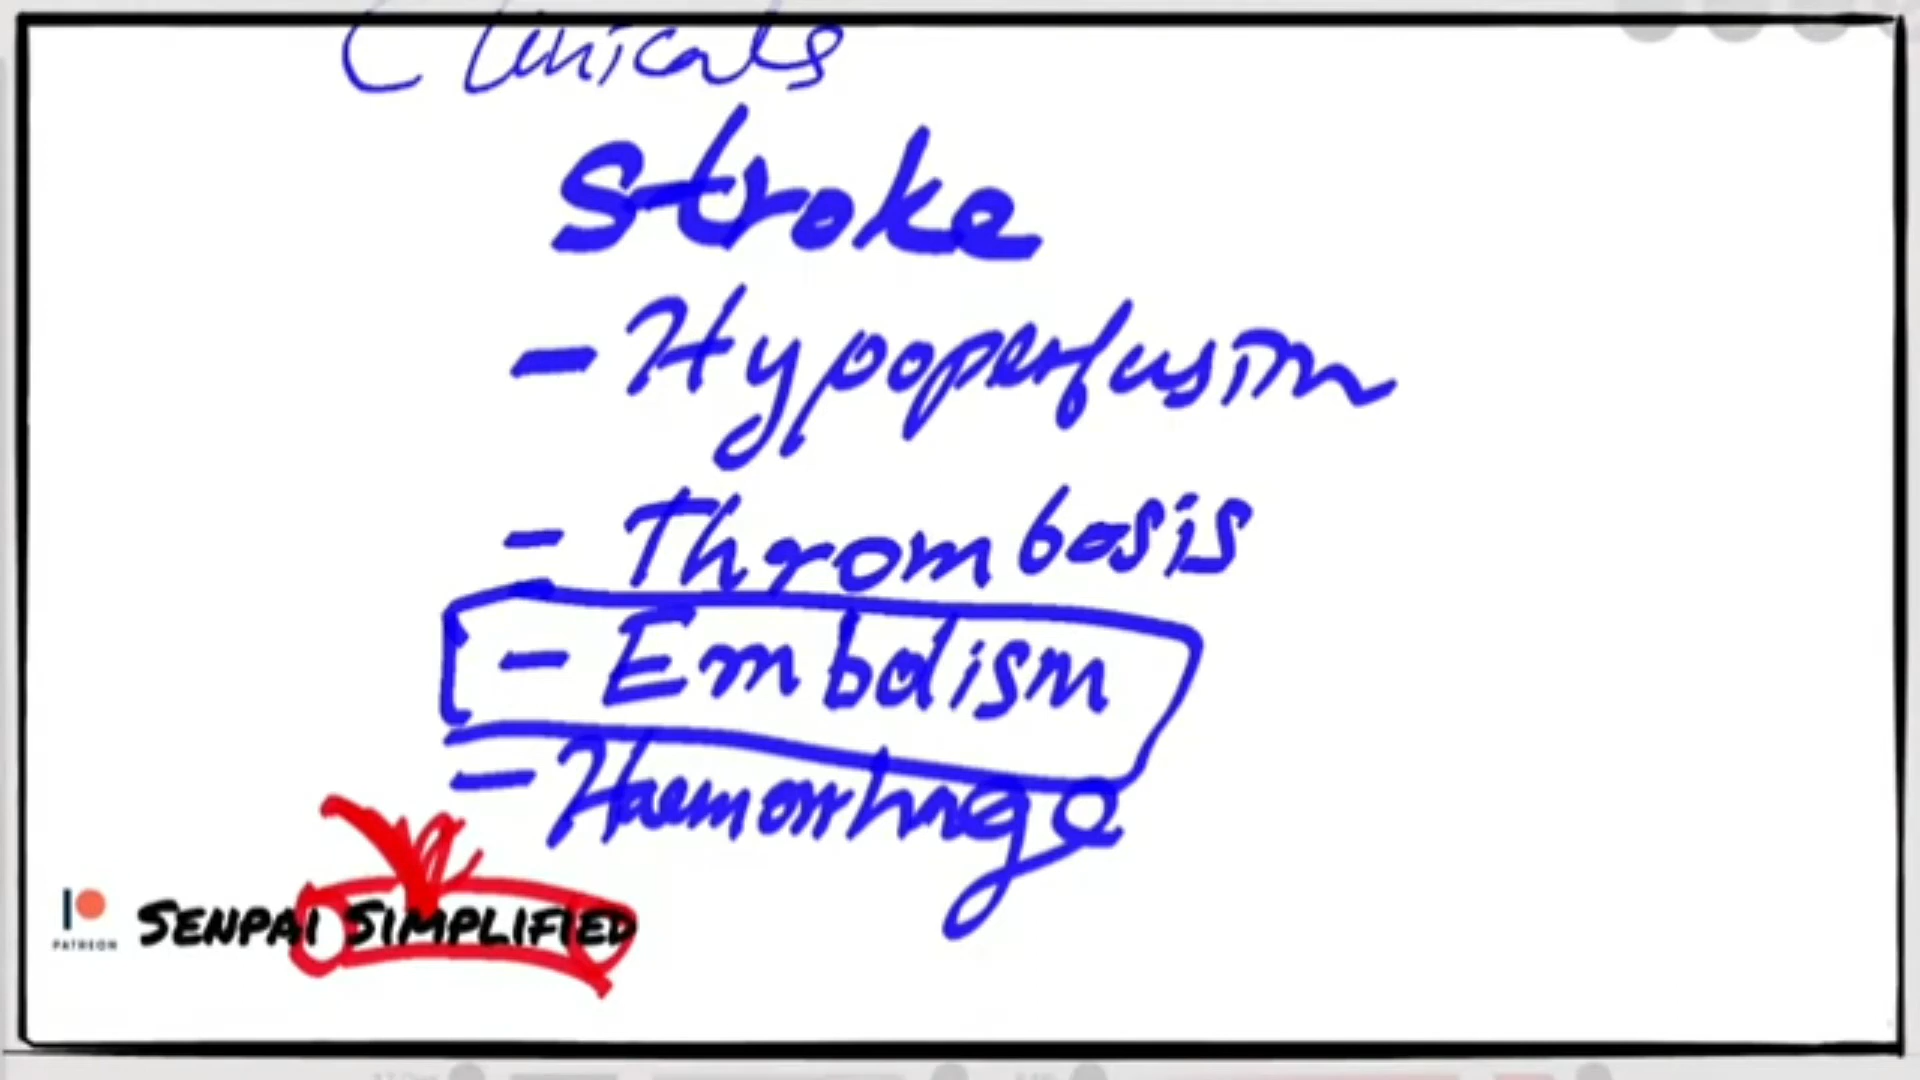 Clinicals
Stroke
- Hypoperfusion
- Thrombosis
- Embolism
- Haemorrhage
PATREON
SENPAI SIMPLIFIED